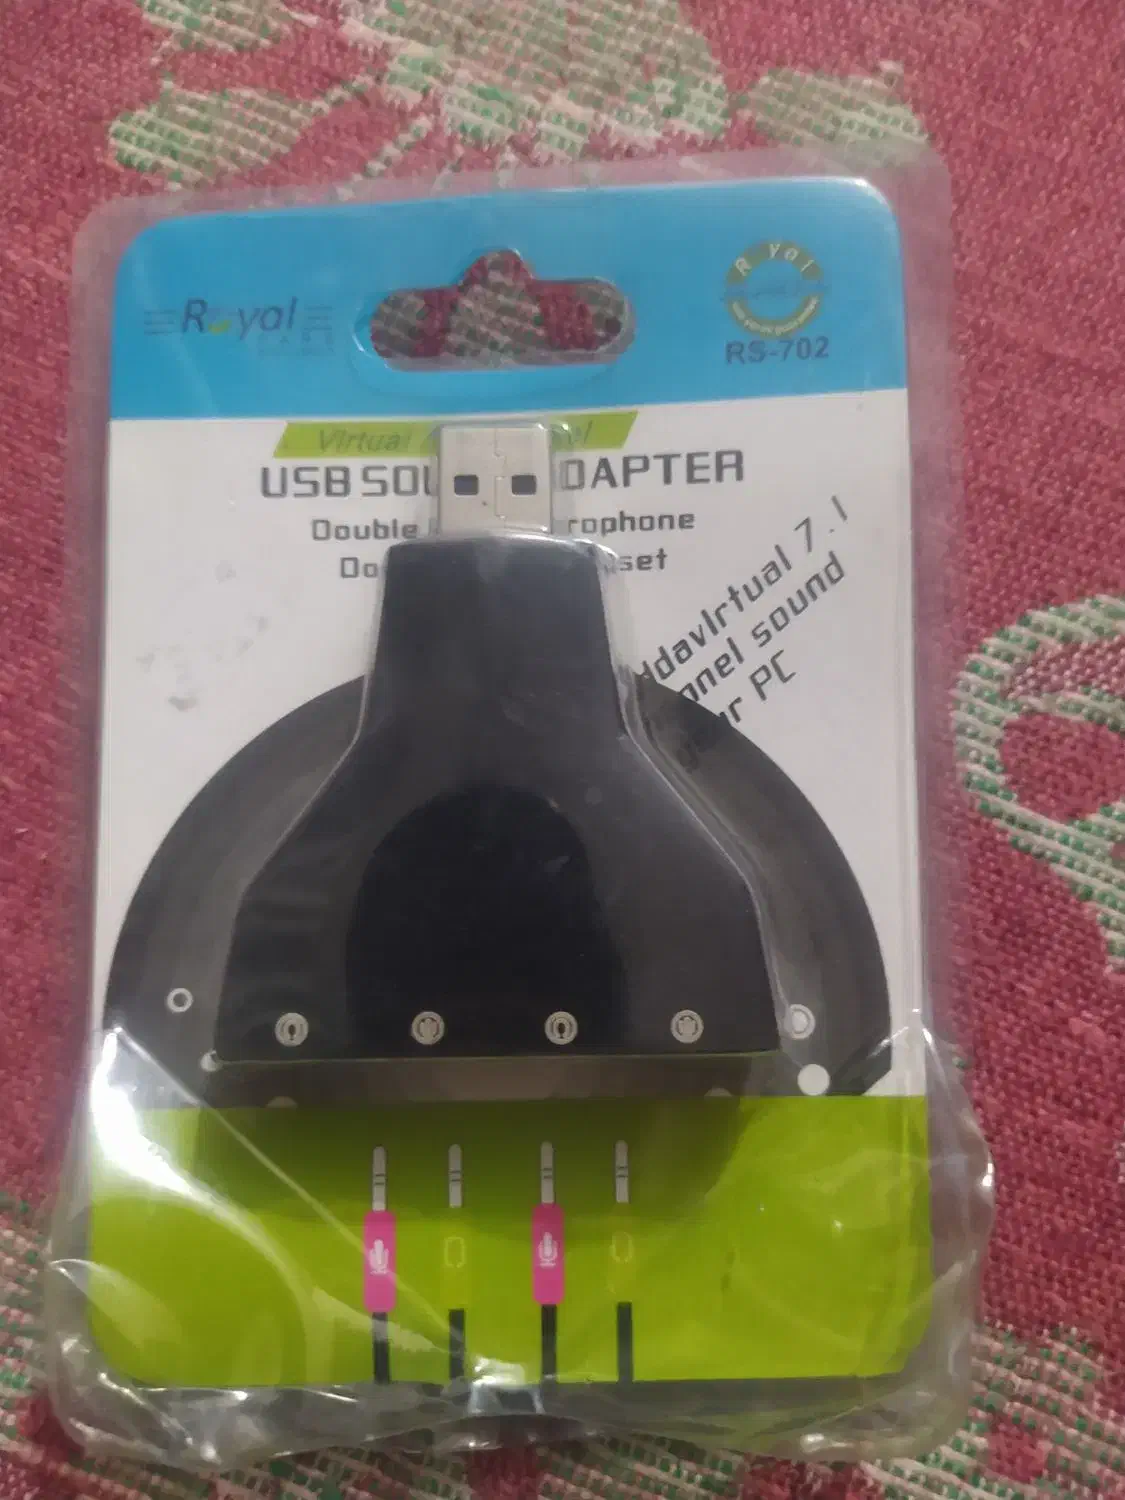 Royal
Royal
RS-702
Virtual
USB SOU DAPTER
Double rophone
Do set
ddavIrtual 7.1
nnel sound
r PC